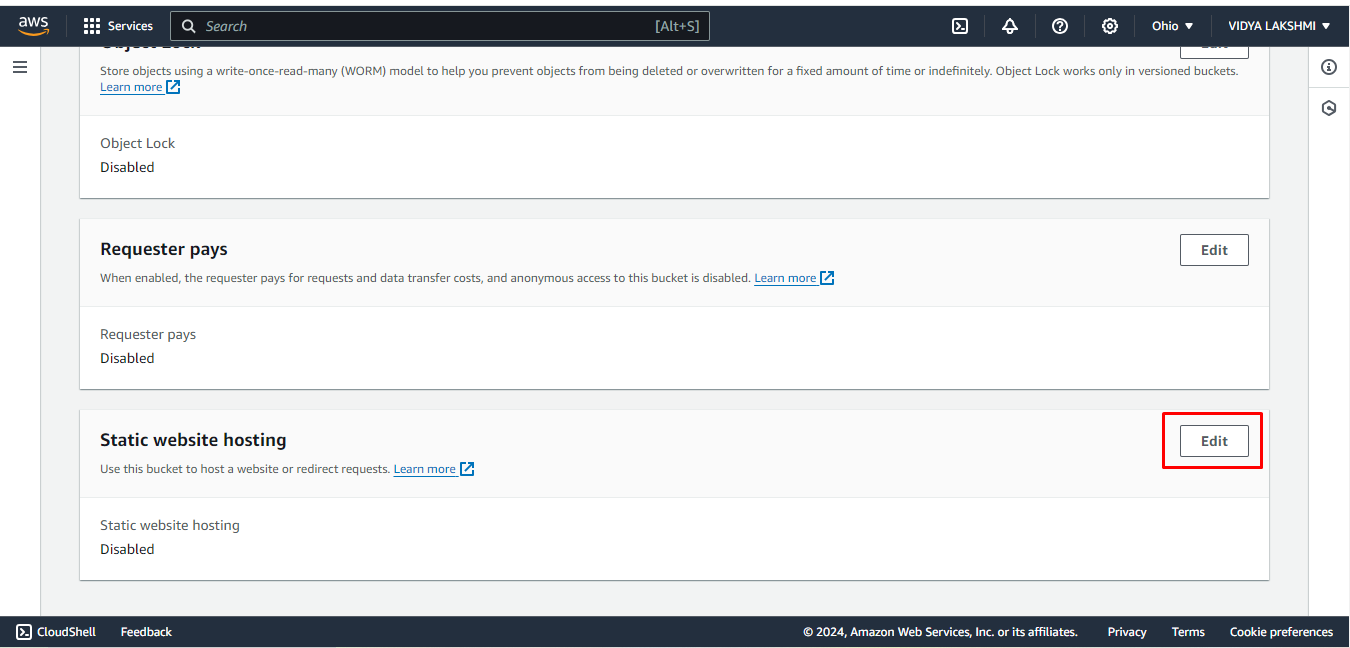 aws
Services
Search
[Alt+S]
Ohio
VIDYA LAKSHMI
Object Lock
Edit
Store objects using a write-once-read-many (WORM) model to help you prevent objects from being deleted or overwritten for a fixed amount of time or indefinitely. Object Lock works only in versioned buckets.
Learn more
Object Lock
Disabled
Requester pays
Edit
When enabled, the requester pays for requests and data transfer costs, and anonymous access to this bucket is disabled. Learn more
Requester pays
Disabled
Static website hosting
Edit
Use this bucket to host a website or redirect requests. Learn more
Static website hosting
Disabled
CloudShell
Feedback
© 2024, Amazon Web Services, Inc. or its affiliates.
Privacy
Terms
Cookie preferences